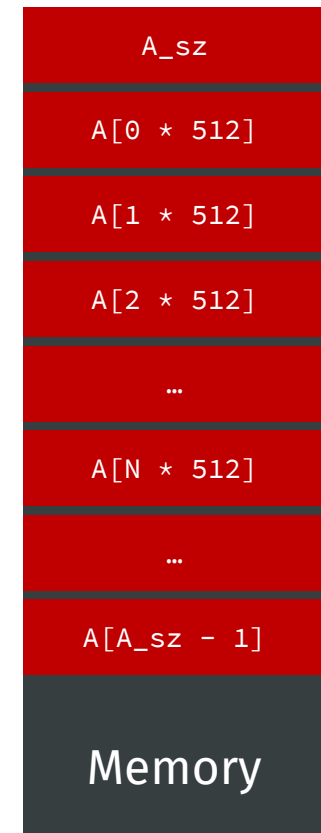 A_sz
A[0 * 512]
A[1 * 512]
A[2 * 512]
…
A[N * 512]
…
A[A_sz - 1]
Memory